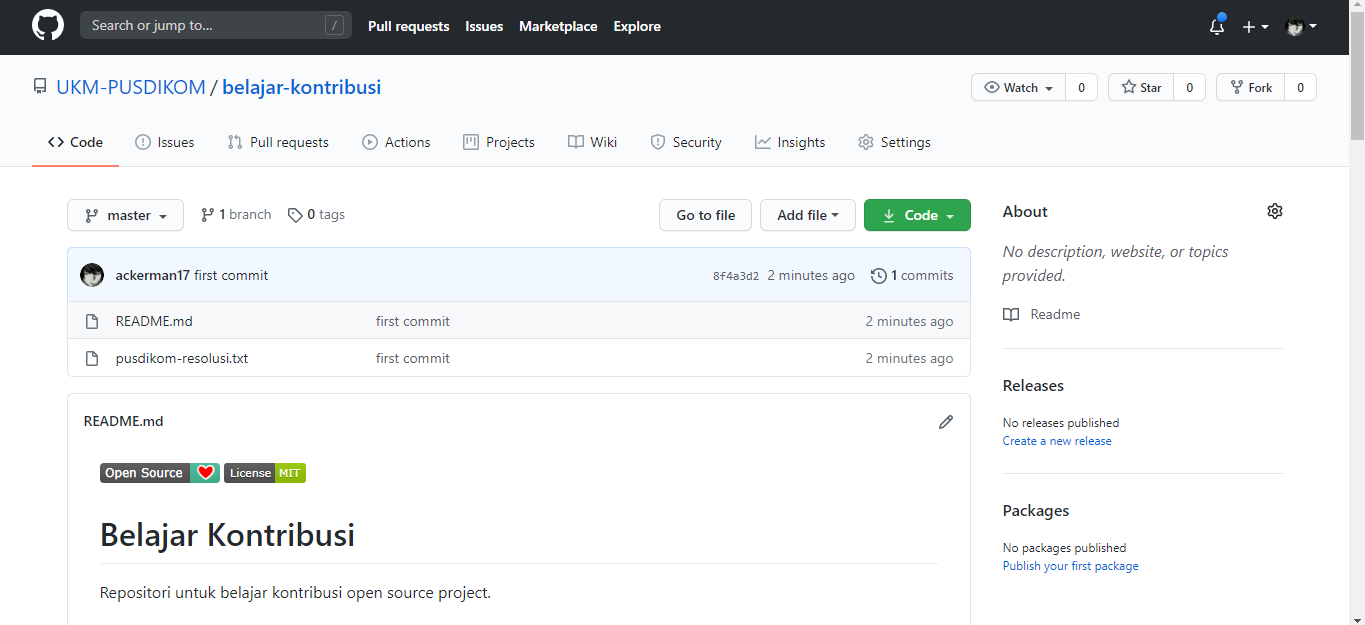 Search or jump to... / Pull requests Issues Marketplace Explore
UKM-PUSDIKOM / belajar-kontribusi Watch 0 Star 0 Fork 0
Code Issues Pull requests Actions Projects Wiki Security Insights Settings
master 1 branch 0 tags Go to file Add file Code
ackerman17 first commit 8f4a3d2 2 minutes ago 1 commits
README.md first commit 2 minutes ago
pusdikom-resolusi.txt first commit 2 minutes ago
README.md
Open Source License MIT
Belajar Kontribusi
Repositori untuk belajar kontribusi open source project.
About
No description, website, or topics
provided.
Readme
Releases
No releases published
Create a new release
Packages
No packages published
Publish your first package